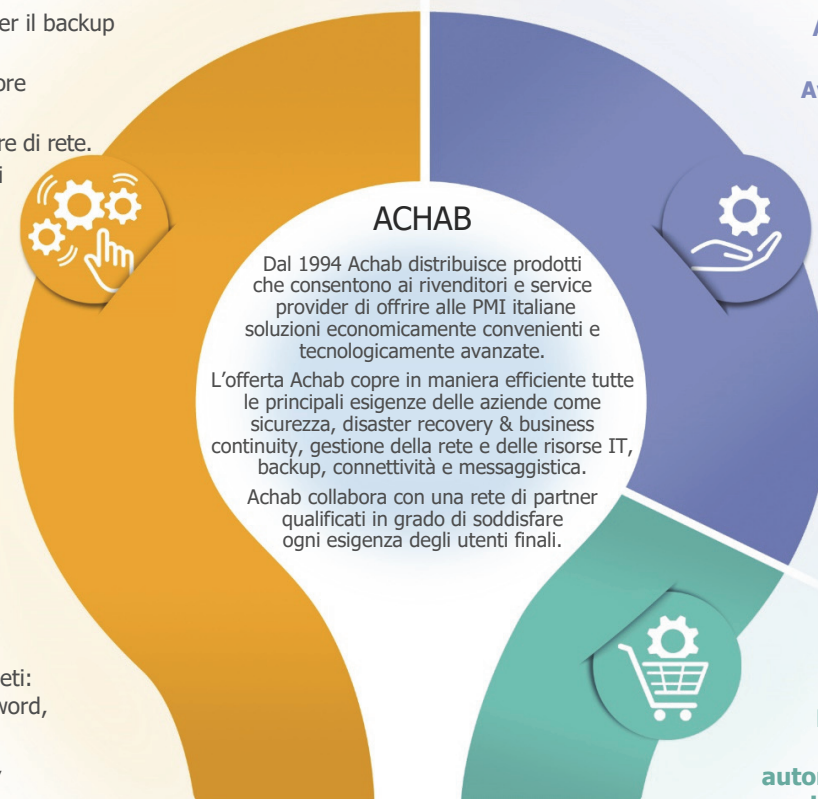 er il backup
re di rete.
ACHAB
Dal 1994 Achab distribuisce prodotti
che consentono ai rivenditori e service
provider di offrire alle PMI italiane
soluzioni economicamente convenienti e
tecnologicamente avanzate.
L’offerta Achab copre in maniera efficiente tutte
le principali esigenze delle aziende come
sicurezza, disaster recovery & business
continuity, gestione della rete e delle risorse IT,
backup, connettività e messaggistica.
Achab collabora con una rete di partner
qualificati in grado di soddisfare
ogni esigenza degli utenti finali.
eti:
word,